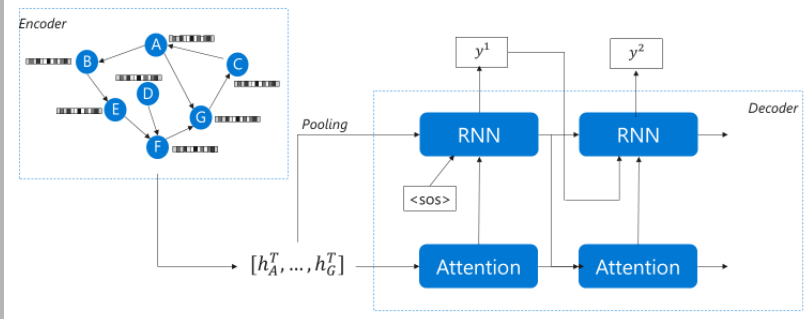 Encoder
A
B
C
D
E
G
F
y¹
y²
Decoder
Pooling
RNN
RNN
<sos>
[h_A^T, ..., h_G^T]
Attention
Attention